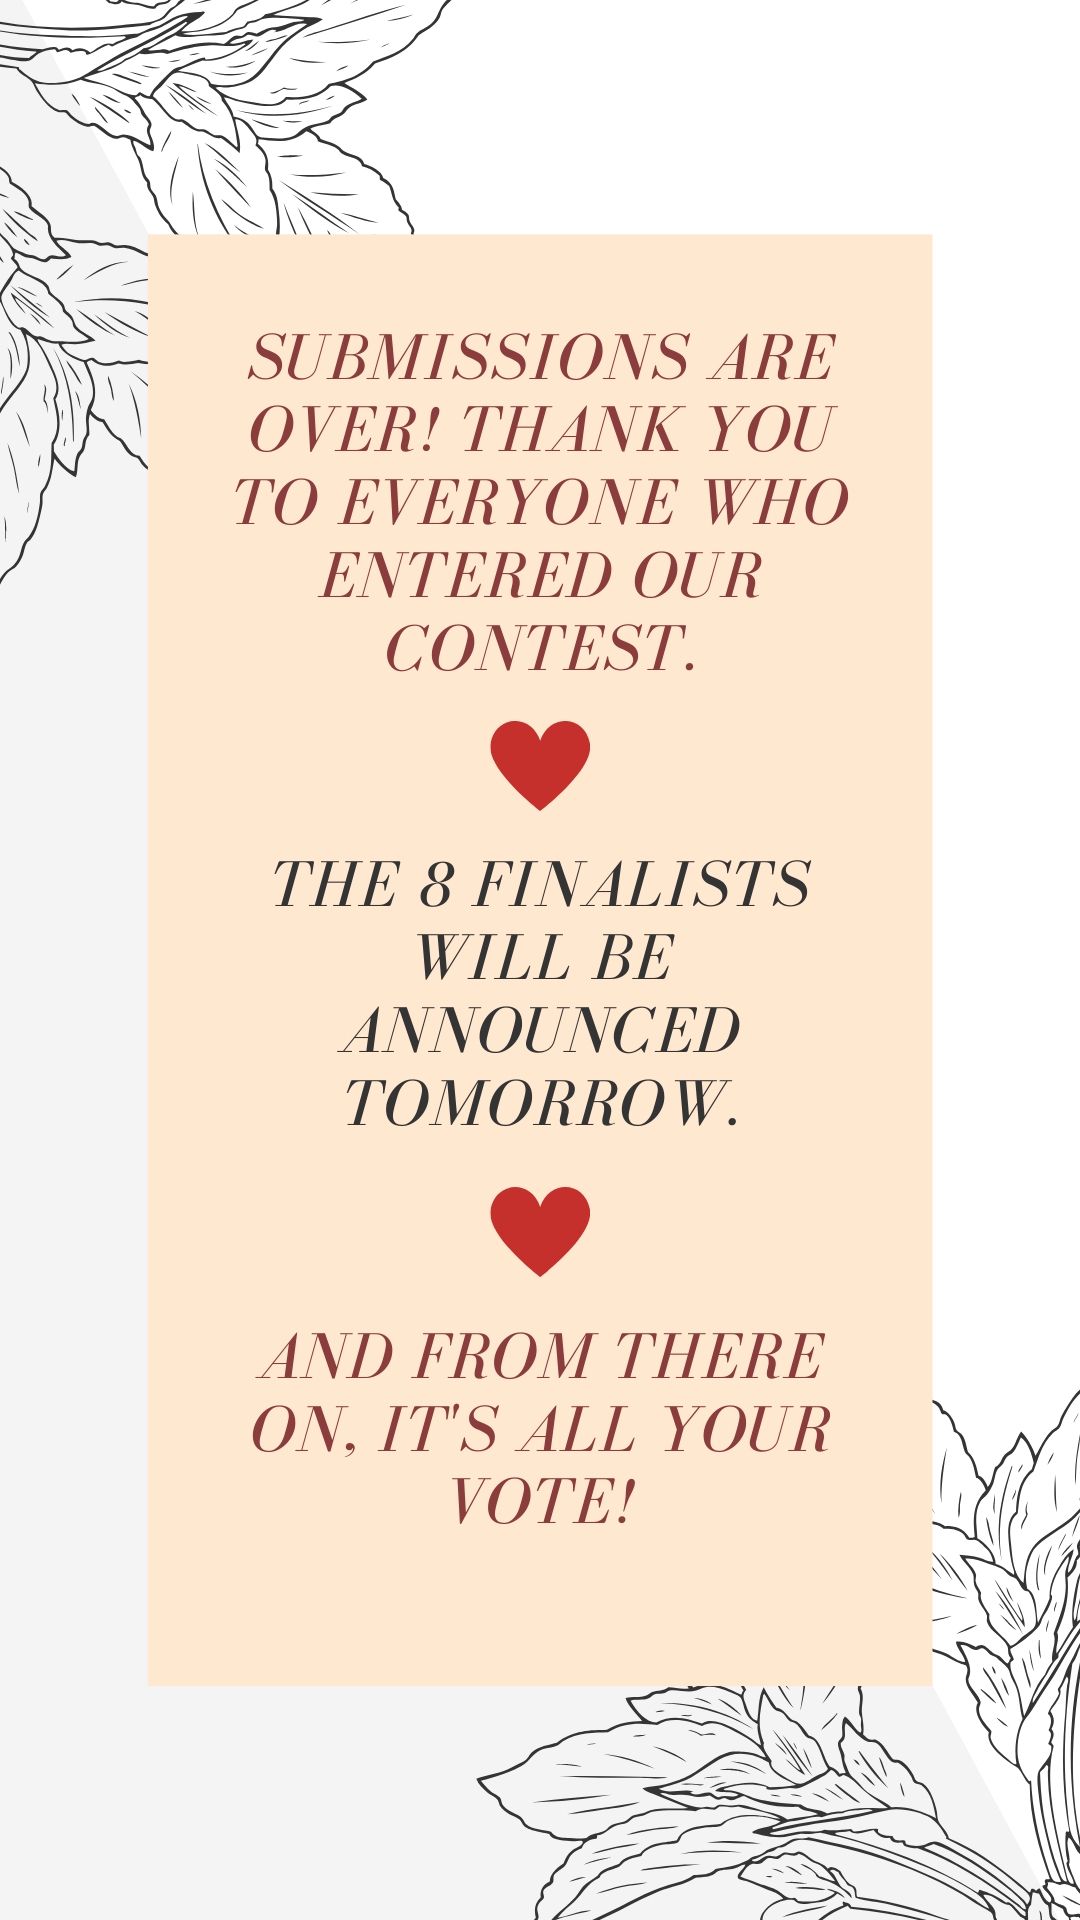 SUBMISSIONS ARE
OVER! THANK YOU
TO EVERYONE WHO
ENTERED OUR
CONTEST.
THE 8 FINALISTS
WILL BE
ANNOUNCED
TOMORROW.
AND FROM THERE
ON, IT'S ALL YOUR
VOTE!